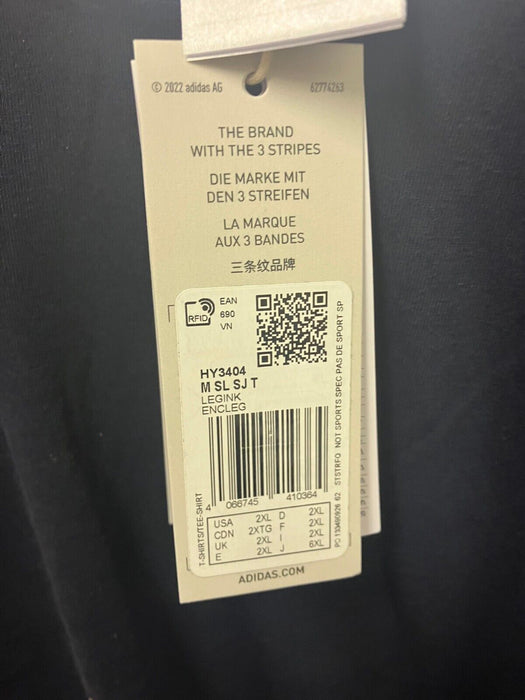 © 2022 adidas AG
62774263
THE BRAND
WITH THE 3 STRIPES
DIE MARKE MIT
DEN 3 STREIFEN
LA MARQUE
AUX 3 BANDES
三条纹品牌
RFID
EAN
690
VN
HY3404
M SL SJ T
LEGINK
ENCLEG
4 066745 410364
T-SHIRTS/TEE-SHIRT
USA 2XL D 2XL
CDN 2XTG F 2XL
UK 2XL I 2XL
E 2XL J 6XL
STSTRFO NOT SPORTS SPEC PAS DE SPORT SP
ADIDAS.COM